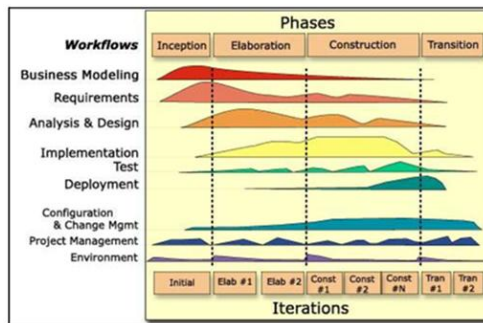 Phases
Workflows Inception Elaboration Construction Transition
Business Modeling
Requirements
Analysis & Design
Implementation
Test
Deployment
Configuration
& Change Mgmt
Project Management
Environment
Initial Elab #1 Elab #2 Const #1 Const #2 Const #N Tran #1 Tran #2
Iterations